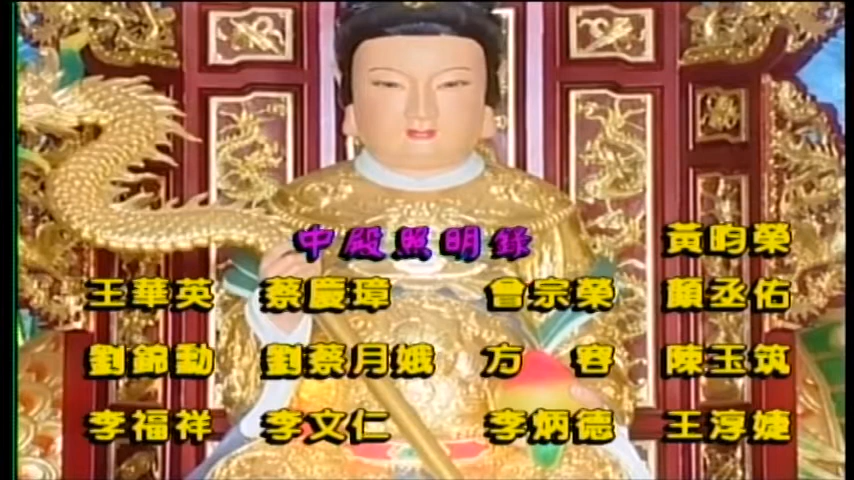 中殿照明錄 黃昀榮
王華英 蔡慶璋 曾宗榮 顏丞佑
劉錦勳 劉蔡月娥 方容 陳玉筑
李福祥 李文仁 李炳德 王淳婕